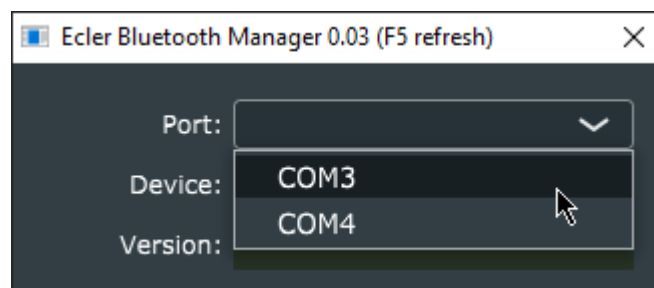 Ecler Bluetooth Manager 0.03 (F5 refresh)
Port:
COM3
Device:
COM4
Version: